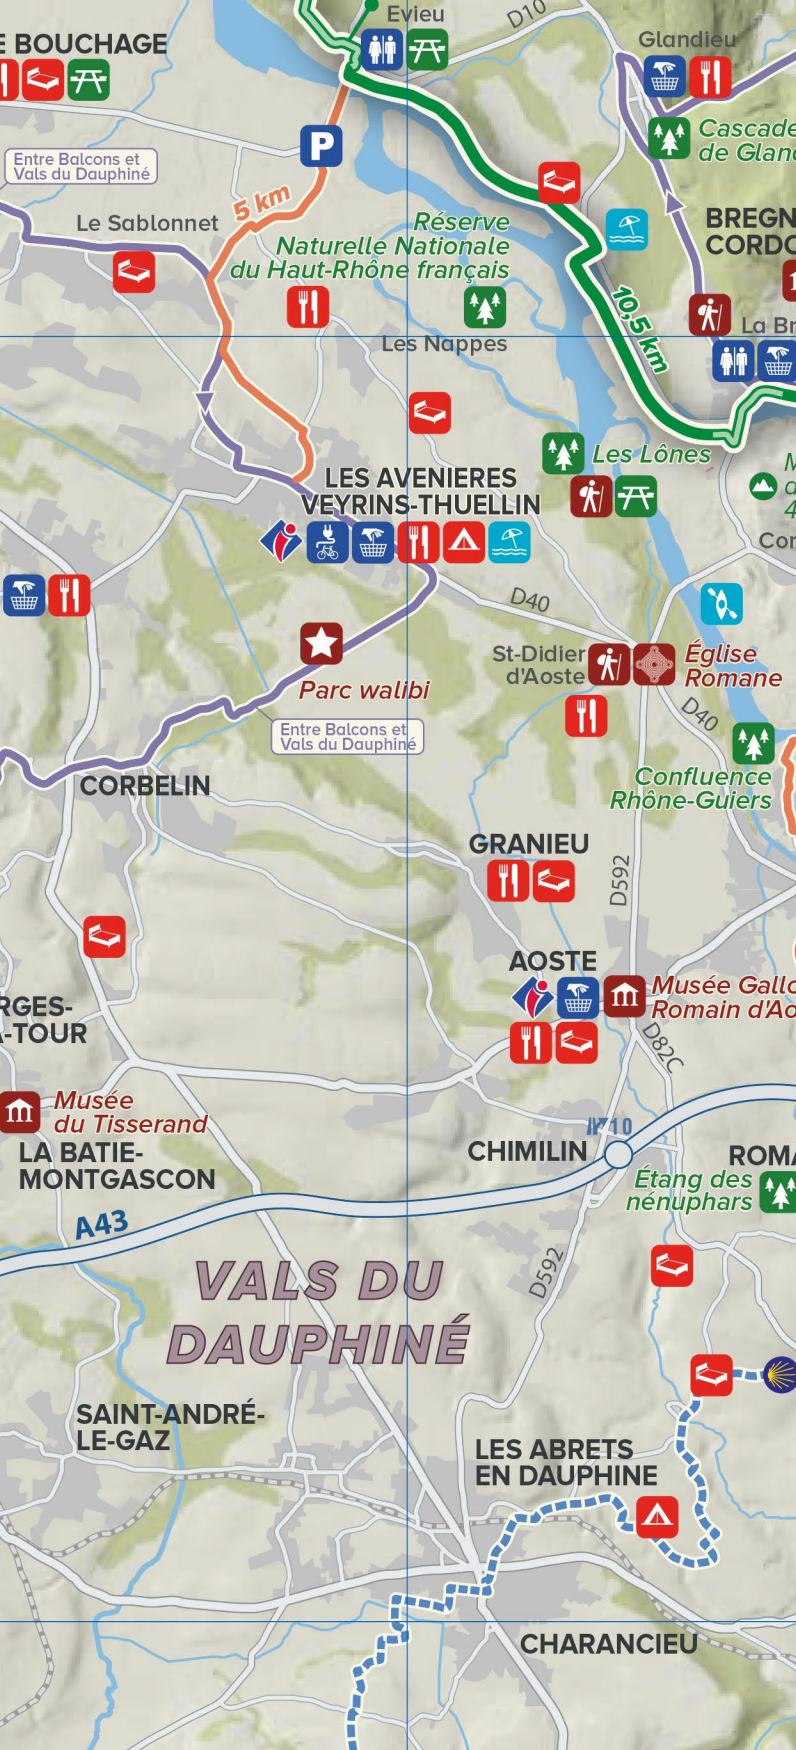 Evieu
D10
E BOUCHAGE
Glandieu
P
Cascade
de Glan
Entre Balcons et
Vals du Dauphiné
5 km
Le Sablonnet
BREGN
CORDO
Réserve
Naturelle Nationale
du Haut-Rhône français
10,5 km
La Br
Les Nappes
Les Lônes
M
d
4
LES AVENIERES
VEYRINS-THUELLIN
Cor
D40
St-Didier
d'Aoste
Église
Romane
Parc walibi
D40
Entre Balcons et
Vals du Dauphiné
Confluence
Rhône-Guiers
CORBELIN
GRANIEU
D592
AOSTE
Musée Gallo
Romain d'Ao
RGES-
A-TOUR
D82C
Musée
du Tisserand
N°10
LA BATIE-
MONTGASCON
CHIMILIN
ROMA
Étang des
nénuphars
A43
VALS DU
DAUPHINÉ
D592
SAINT-ANDRÉ-
LE-GAZ
LES ABRETS
EN DAUPHINE
CHARANCIEU